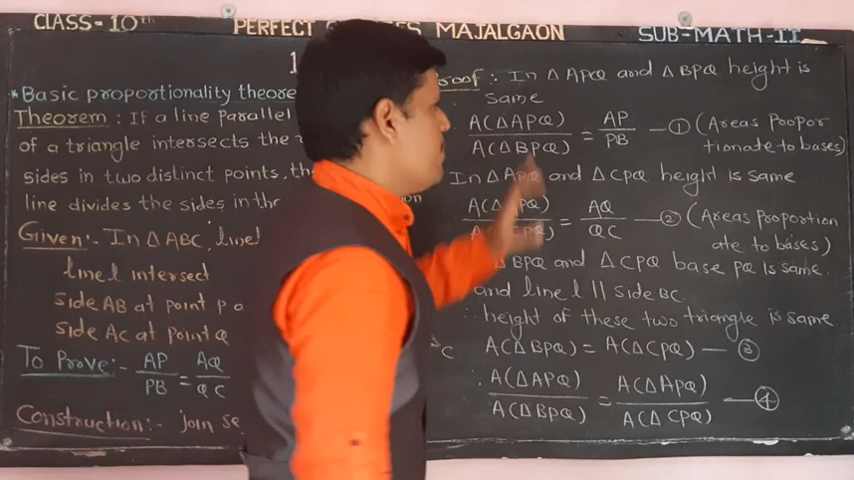 CLASS-10th
PERFECT MAJALGAON
SUB-MATH-II
* Basic proportionality theore
Theorem : If a line parallel
of a triangle intersects the
sides in two distinct points, th
line divides the sides in the
on
Given :- In △ ABC, line l
line l intersect
side AB at point P a
side AC at point Q
To Prove :- AP/PB = AQ/QC
Construction :- join se
C
roof : In △ APQ and △ BPQ height is
same
A(△APQ)/A(△BPQ) = AP/PB — ① (Areas Poopor
tionate to bases)
In △ APQ and △ CPQ height is same
A(△ PQ)/A( CPQ) = AQ/QC — ② (Areas Proportion
ate to bases)
△ BPQ and △ CPQ base PQ is same.
and line l || side BC.
∴ height of these two triangle is same
A(△BPQ) = A(△CPQ) — ③
∴ A(△APQ)/A(△BPQ) = A(△APQ)/A(△CPQ) — ④